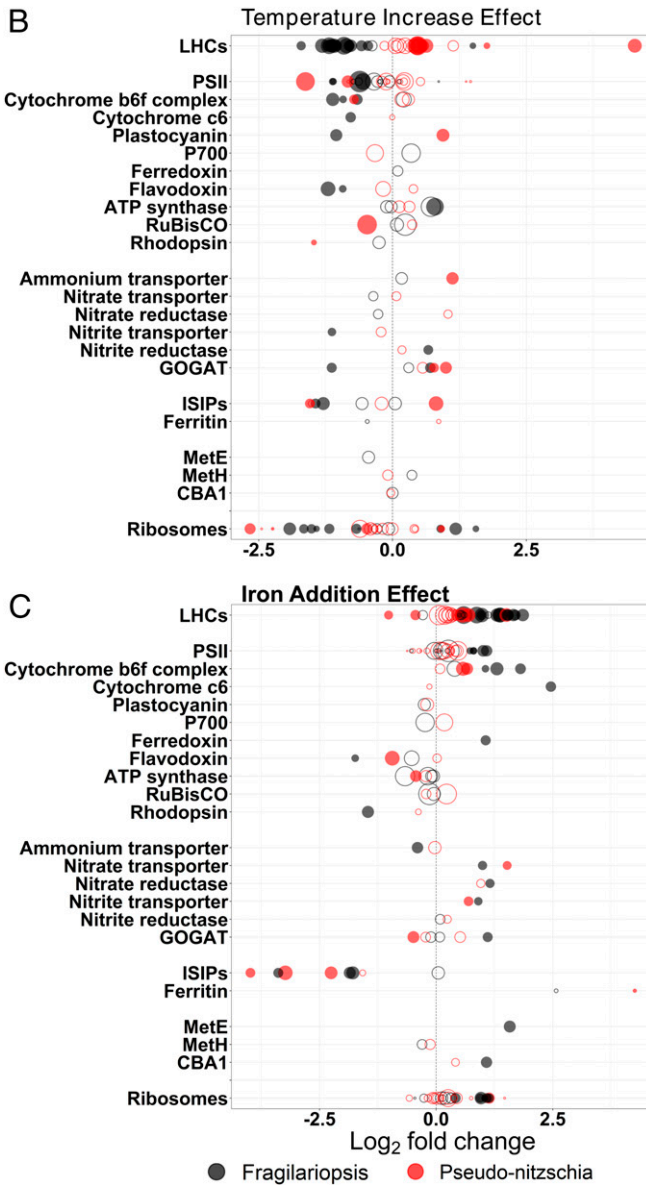 B
Temperature Increase Effect
LHCs
PSII
Cytochrome b6f complex
Cytochrome c6
Plastocyanin
P700
Ferredoxin
Flavodoxin
ATP synthase
RuBisCO
Rhodopsin
Ammonium transporter
Nitrate transporter
Nitrate reductase
Nitrite transporter
Nitrite reductase
GOGAT
ISIPs
Ferritin
MetE
MetH
CBA1
Ribosomes
-2.5 0.0 2.5
C
Iron Addition Effect
LHCs
PSII
Cytochrome b6f complex
Cytochrome c6
Plastocyanin
P700
Ferredoxin
Flavodoxin
ATP synthase
RuBisCO
Rhodopsin
Ammonium transporter
Nitrate transporter
Nitrate reductase
Nitrite transporter
Nitrite reductase
GOGAT
ISIPs
Ferritin
MetE
MetH
CBA1
Ribosomes
-2.5 0.0 2.5
Log2 fold change
Fragilariopsis Pseudo-nitzschia